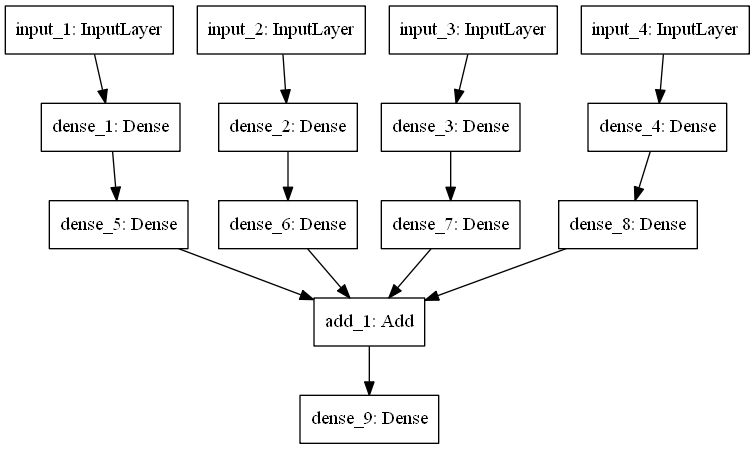 input_1: InputLayer
input_2: InputLayer
input_3: InputLayer
input_4: InputLayer
dense_1: Dense
dense_2: Dense
dense_3: Dense
dense_4: Dense
dense_5: Dense
dense_6: Dense
dense_7: Dense
dense_8: Dense
add_1: Add
dense_9: Dense